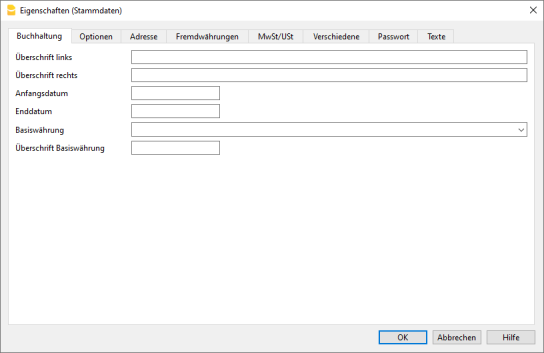 Eigenschaften (Stammdaten)
Buchhaltung Optionen Adresse Fremdwährungen MwSt/USt Verschiedene Passwort Texte
Überschrift links
Überschrift rechts
Anfangsdatum
Enddatum
Basiswährung
Überschrift Basiswährung
OK Abbrechen Hilfe